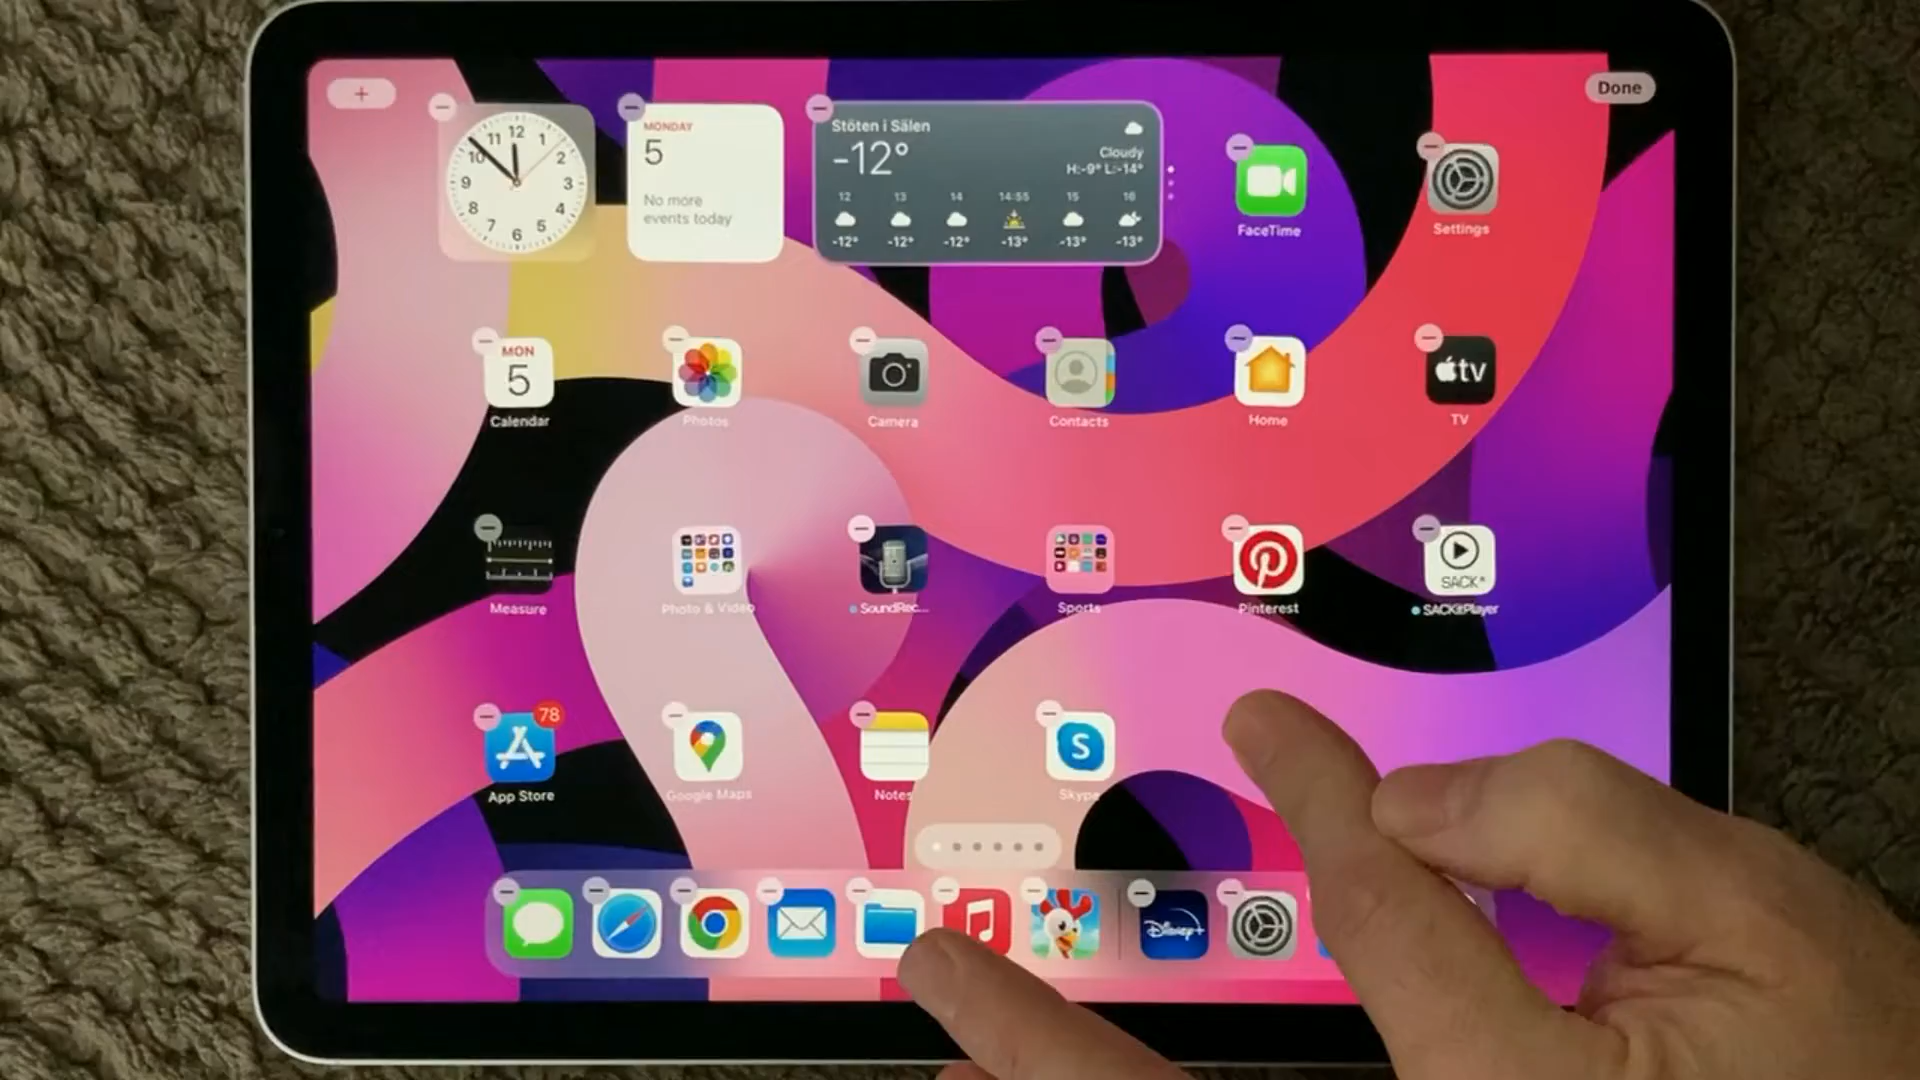 +
Done
12
1
2
3
4
5
6
7
8
9
10
11
MONDAY
5
No more
events today
Stöten i Sälen
-12°
Cloudy
H:-9° L:-14°
12 13 14 14:55 15 16
-12° -12° -12° -13° -13° -13°
FaceTime
Settings
MON
5
Calendar
Photos
Camera
Contacts
Home
tv
TV
Measure
Photo & Video
SoundRec...
Sports
Pinterest
SACK
SACKitPlayer
78
App Store
Google Maps
Notes
S
Skype
Disney+